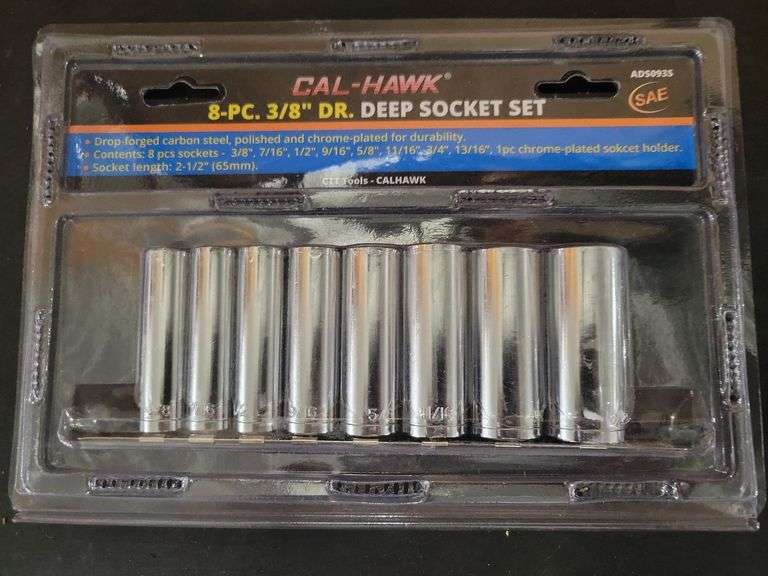 CAL-HAWK®
ADS093S
8-PC. 3/8" DR. DEEP SOCKET SET
SAE
• Drop-forged carbon steel, polished and chrome-plated for durability.
• Contents: 8 pcs sockets - 3/8", 7/16", 1/2", 9/16", 5/8", 11/16", 3/4", 13/16", 1pc chrome-plated sokcet holder.
• Socket length: 2-1/2" (65mm).
CLT Tools - CALHAWK